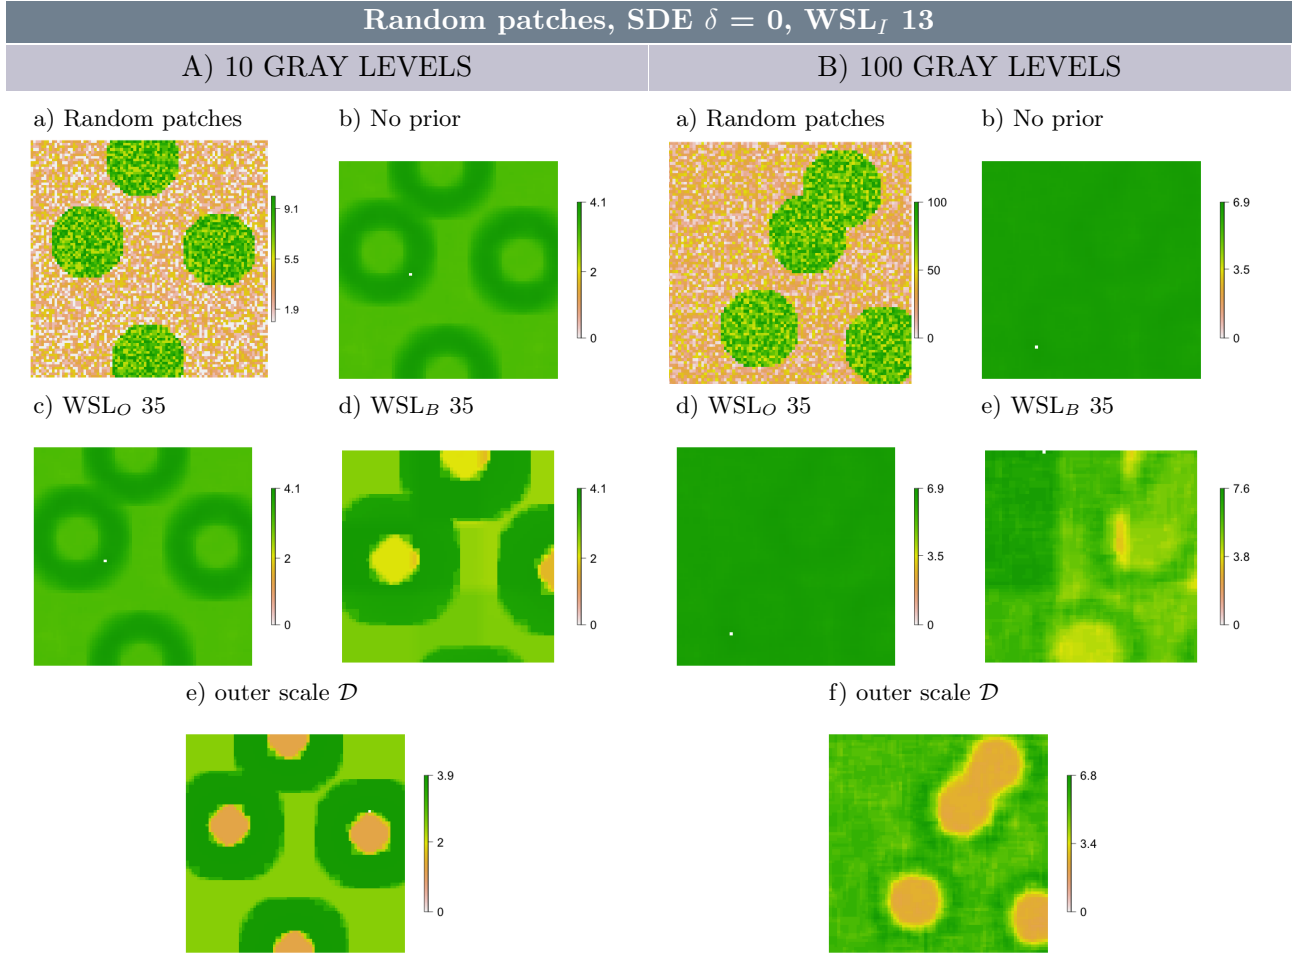 Random patches, SDE δ = 0, WSL_I 13
A) 10 GRAY LEVELS
B) 100 GRAY LEVELS
a) Random patches
b) No prior
a) Random patches
b) No prior
9.1
5.5
1.9
4.1
2
0
100
50
0
6.9
3.5
0
c) WSL_O 35
d) WSL_B 35
d) WSL_O 35
e) WSL_B 35
4.1
2
0
4.1
2
0
6.9
3.5
0
7.6
3.8
0
e) outer scale 𝒟
f) outer scale 𝒟
3.9
2
0
6.8
3.4
0